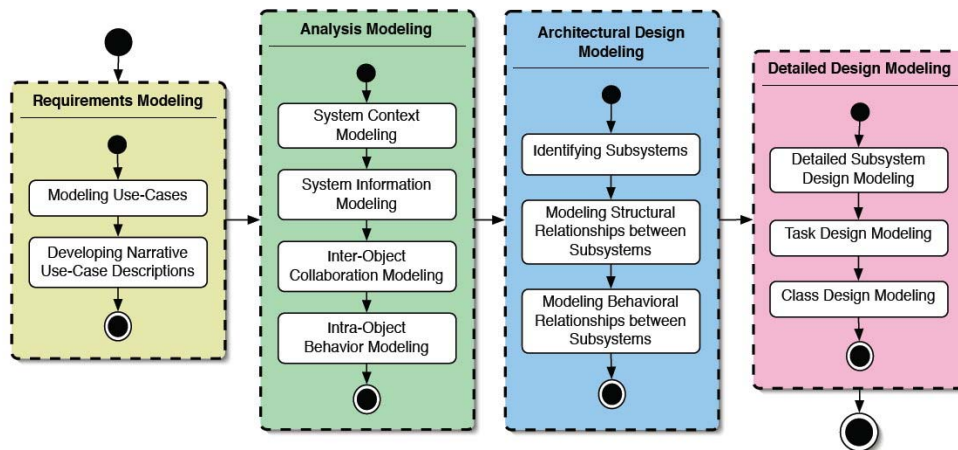 Requirements Modeling
Modeling Use-Cases
Developing Narrative
Use-Case Descriptions
Analysis Modeling
System Context
Modeling
System Information
Modeling
Inter-Object
Collaboration Modeling
Intra-Object
Behavior Modeling
Architectural Design
Modeling
Identifying Subsystems
Modeling Structural
Relationships between
Subsystems
Modeling Behavioral
Relationships between
Subsystems
Detailed Design Modeling
Detailed Subsystem
Design Modeling
Task Design Modeling
Class Design Modeling